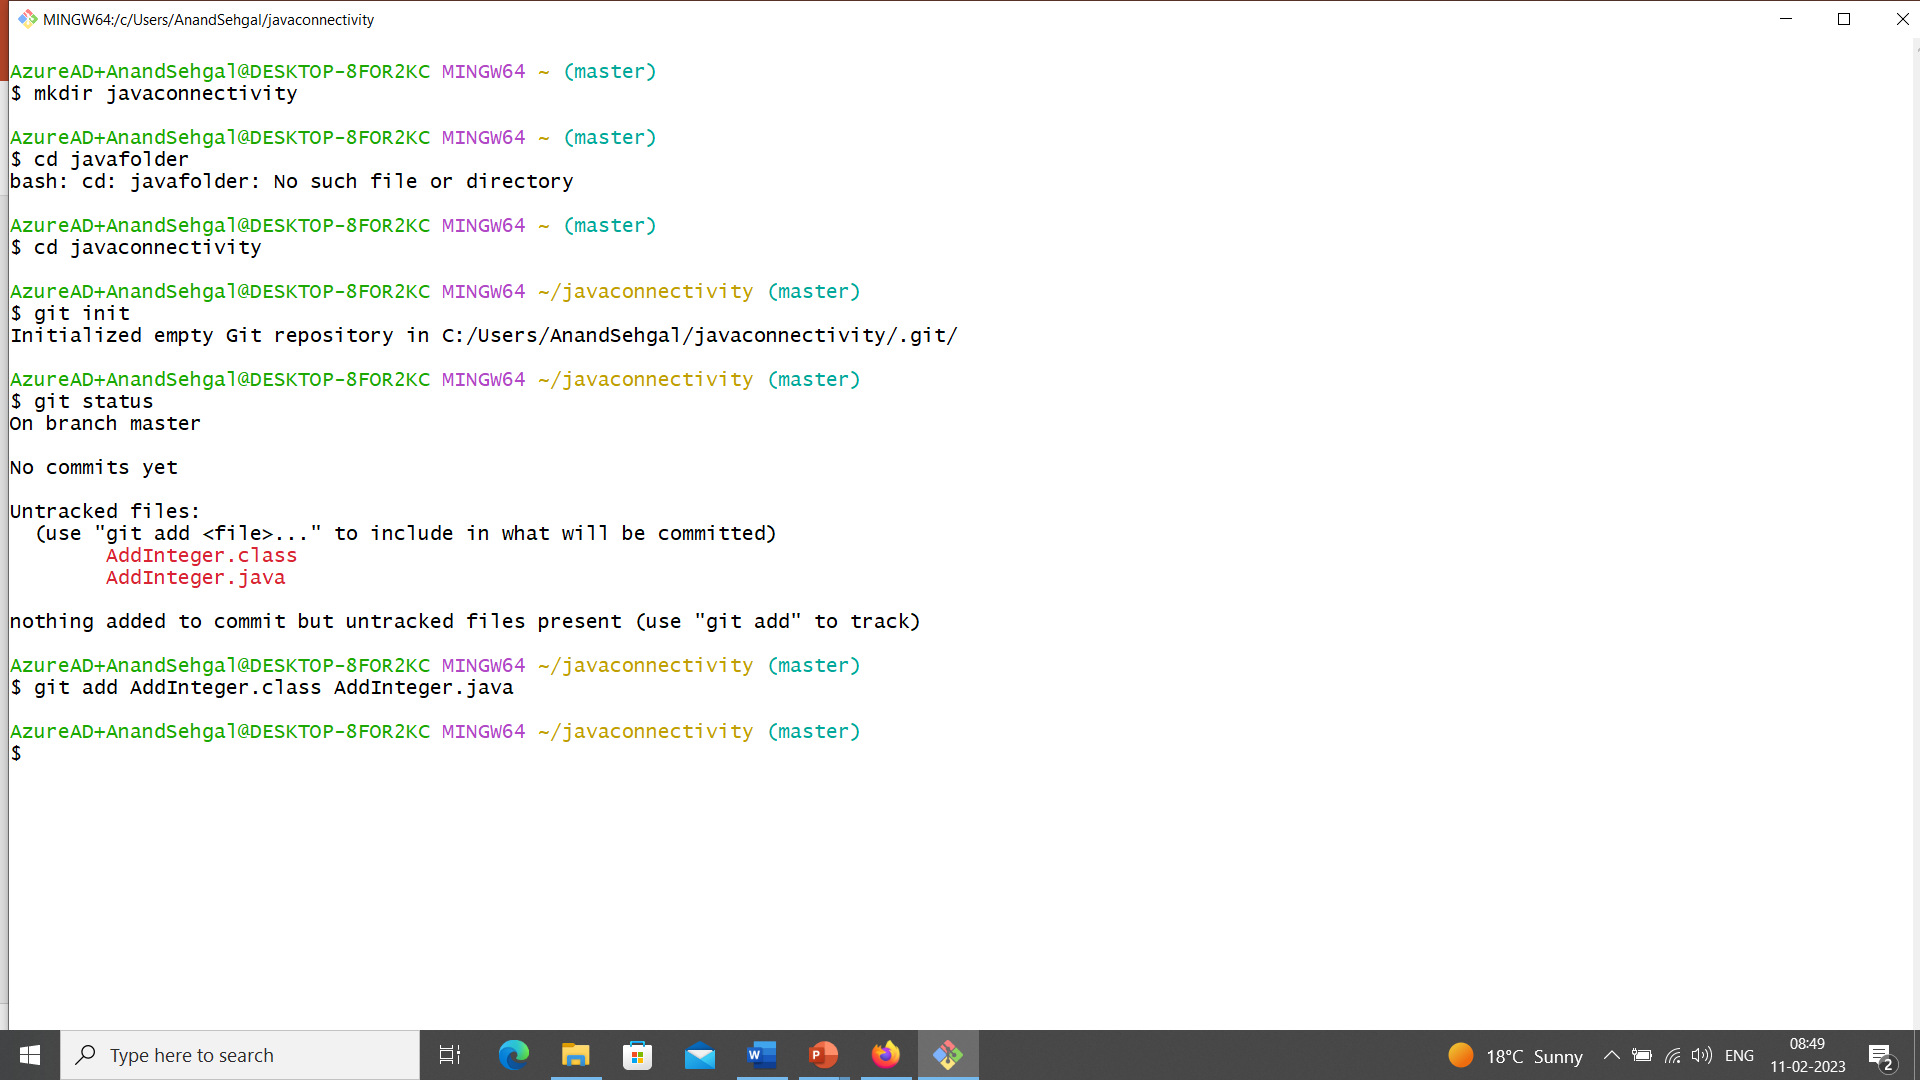 MINGW64:/c/Users/AnandSehgal/javaconnectivity
AzureAD+AnandSehgal@DESKTOP-8FOR2KC MINGW64 ~ (master)
$ mkdir javaconnectivity
AzureAD+AnandSehgal@DESKTOP-8FOR2KC MINGW64 ~ (master)
$ cd javafolder
bash: cd: javafolder: No such file or directory
AzureAD+AnandSehgal@DESKTOP-8FOR2KC MINGW64 ~ (master)
$ cd javaconnectivity
AzureAD+AnandSehgal@DESKTOP-8FOR2KC MINGW64 ~/javaconnectivity (master)
$ git init
Initialized empty Git repository in C:/Users/AnandSehgal/javaconnectivity/.git/
AzureAD+AnandSehgal@DESKTOP-8FOR2KC MINGW64 ~/javaconnectivity (master)
$ git status
On branch master
No commits yet
Untracked files:
  (use "git add <file>..." to include in what will be committed)
        AddInteger.class
        AddInteger.java
nothing added to commit but untracked files present (use "git add" to track)
AzureAD+AnandSehgal@DESKTOP-8FOR2KC MINGW64 ~/javaconnectivity (master)
$ git add AddInteger.class AddInteger.java
AzureAD+AnandSehgal@DESKTOP-8FOR2KC MINGW64 ~/javaconnectivity (master)
$
Type here to search
W
P
18°C Sunny
ENG
08:49
11-02-2023
2